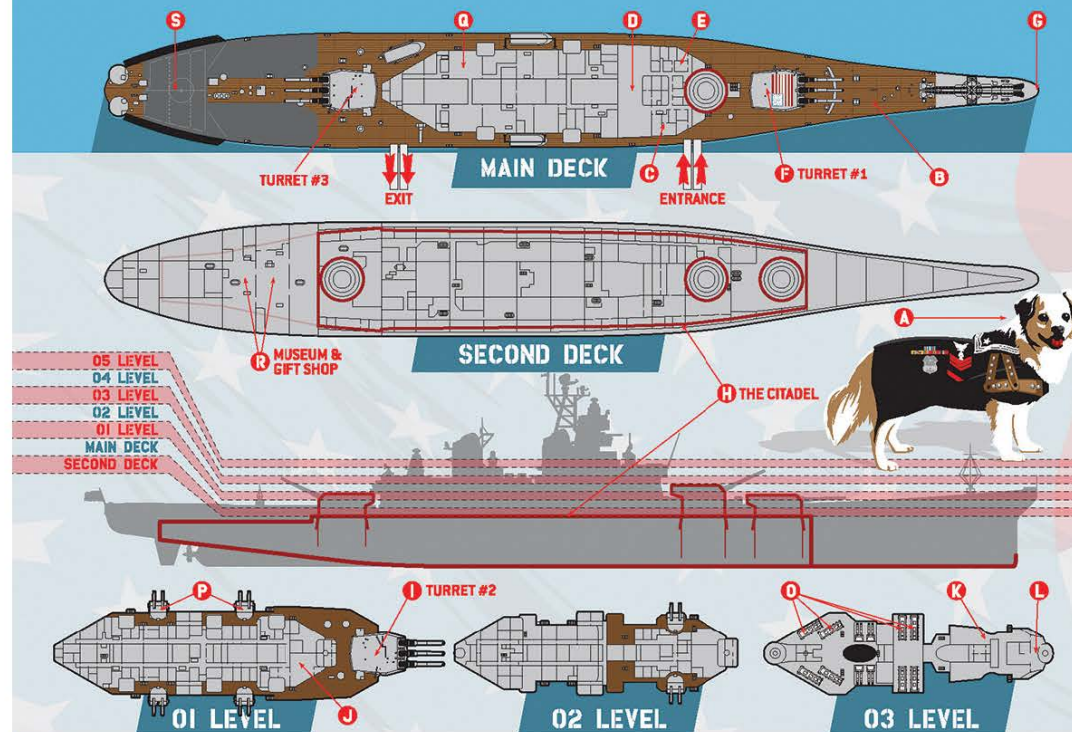 S
Q
D
E
G
TURRET #3
EXIT
MAIN DECK
C
ENTRANCE
F TURRET #1
B
R MUSEUM &
GIFT SHOP
SECOND DECK
A
H THE CITADEL
05 LEVEL
04 LEVEL
03 LEVEL
02 LEVEL
01 LEVEL
MAIN DECK
SECOND DECK
P
I TURRET #2
O
K
L
J
01 LEVEL
02 LEVEL
03 LEVEL